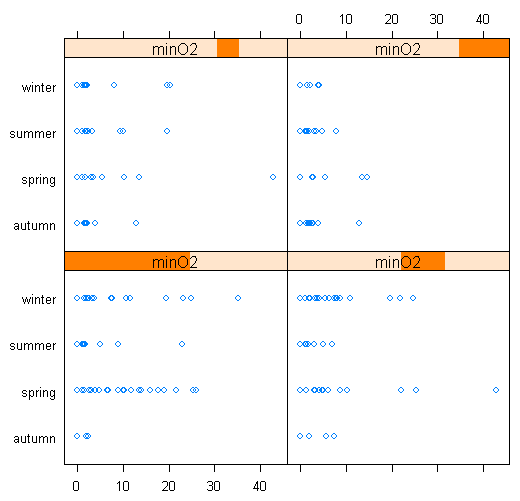 0 10 20 30 40
minO2 minO2
winter
summer
spring
autumn
minO2 minO2
winter
summer
spring
autumn
0 10 20 30 40